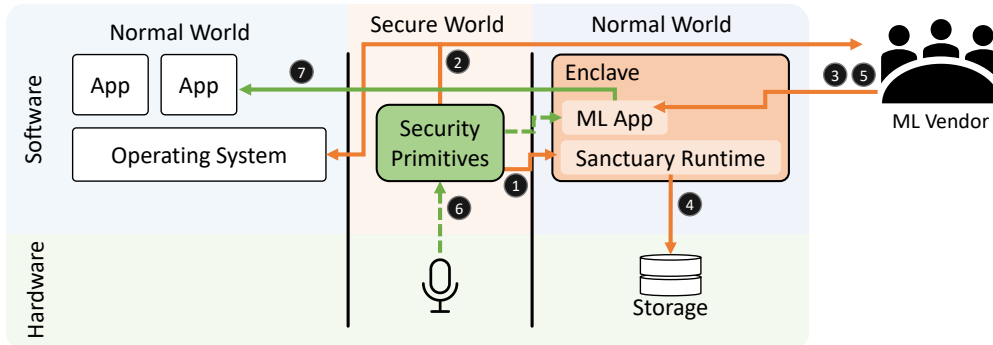 Normal World
Secure World
Normal World
Software
App
App
Operating System
7
2
Security
Primitives
1
6
Enclave
ML App
Sanctuary Runtime
3
5
ML Vendor
4
Hardware
Storage